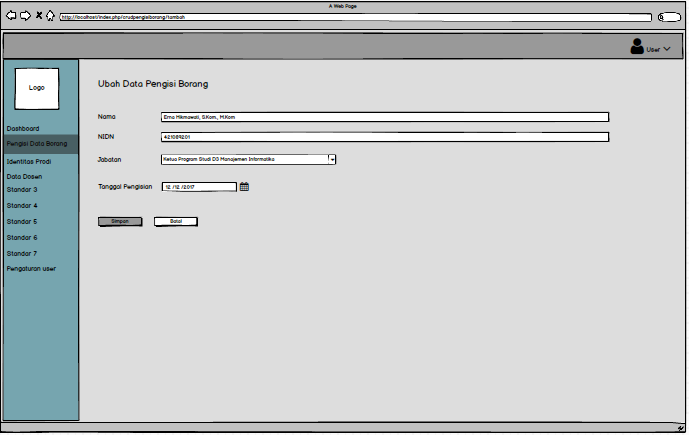 A Web Page
http://localhost/index.php/crudpengisiborang/tambah
User
Logo
Dashboard
Pengisi Data Borang
Identitas Prodi
Data Dosen
Standar 3
Standar 4
Standar 5
Standar 6
Standar 7
Pengaturan user
Ubah Data Pengisi Borang
Nama
Erna Hikmawati, S.Kom., M.Kom
NIDN
421089201
Jabatan
Ketua Program Studi D3 Manajemen Informatika
Tanggal Pengisian
12 /12 /2017
Simpan
Batal